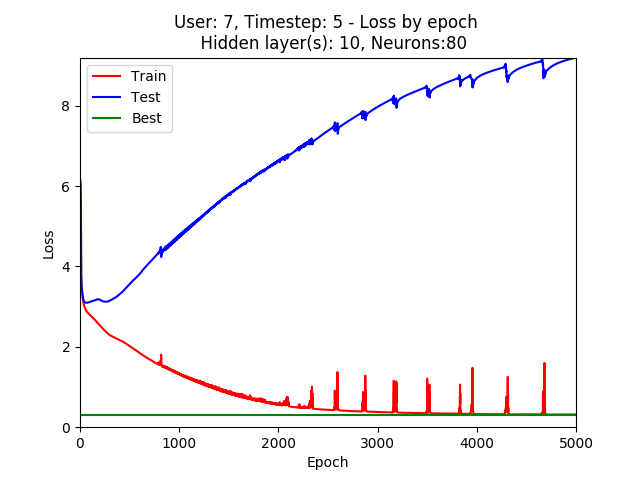 User: 7, Timestep: 5 - Loss by epoch
Hidden layer(s): 10, Neurons:80
Train
Test
Best
8
6
4
2
0
Loss
0 1000 2000 3000 4000 5000
Epoch